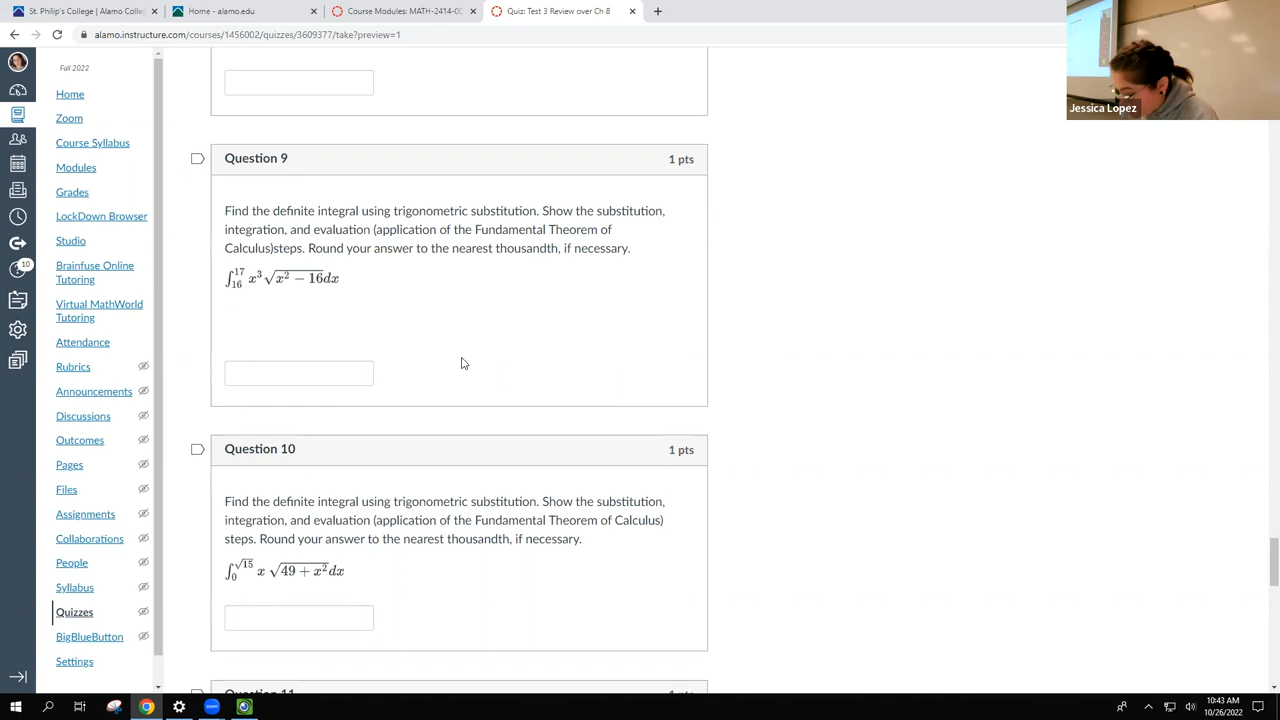 St. Philip's College | Alamo Colleg
Home - alamo.edu
Course Modules: MATH-2414-00
Quiz: Test 3 Review over Ch 8
alamo.instructure.com/courses/1456002/quizzes/3609377/take?preview=1
Jessica Lopez
Fall 2022
Home
Zoom
Course Syllabus
Modules
Grades
LockDown Browser
Studio
10
Brainfuse Online
Tutoring
Virtual MathWorld
Tutoring
Attendance
Rubrics
Announcements
Discussions
Outcomes
Pages
Files
Assignments
Collaborations
People
Syllabus
Quizzes
BigBlueButton
Settings
Question 9
1 pts
Find the definite integral using trigonometric substitution. Show the substitution,
integration, and evaluation (application of the Fundamental Theorem of
Calculus)steps. Round your answer to the nearest thousandth, if necessary.
∫₁₆¹⁷ x³ √(x² − 16)dx
Question 10
1 pts
Find the definite integral using trigonometric substitution. Show the substitution,
integration, and evaluation (application of the Fundamental Theorem of Calculus)
steps. Round your answer to the nearest thousandth, if necessary.
∫₀^√15 x √(49 + x²)dx
Question 11
1 pts
10:43 AM
10/26/2022